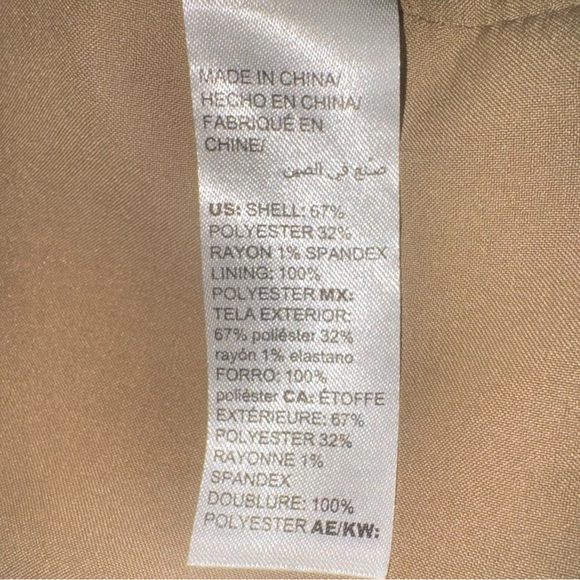 MADE IN CHINA/
HECHO EN CHINA/
FABRIQUÉ EN
CHINE/
صنع في الصين
US: SHELL: 67%
POLYESTER 32%
RAYON 1% SPANDEX
LINING: 100%
POLYESTER MX:
TELA EXTERIOR:
67% poliéster 32%
rayón 1% elastano
FORRO: 100%
poliéster CA: ÉTOFFE
EXTÉRIEURE: 67%
POLYESTER 32%
RAYONNE 1%
SPANDEX
DOUBLURE: 100%
POLYESTER AE/KW: